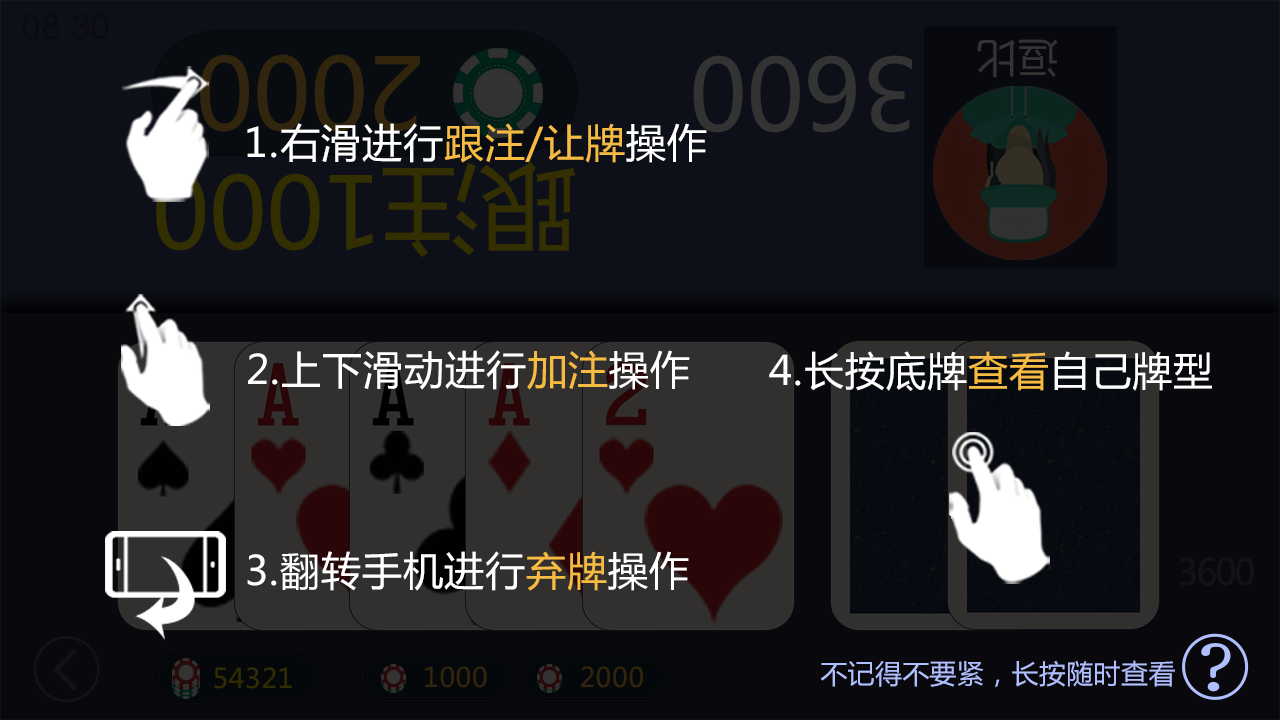 08:30
2000
3600
逗比
1.右滑进行跟注/让牌操作
跟注1000
2.上下滑动进行加注操作
4.长按底牌查看自己牌型
A
A
A
A
2
3.翻转手机进行弃牌操作
3600
54321
1000
2000
不记得不要紧，长按随时查看
?